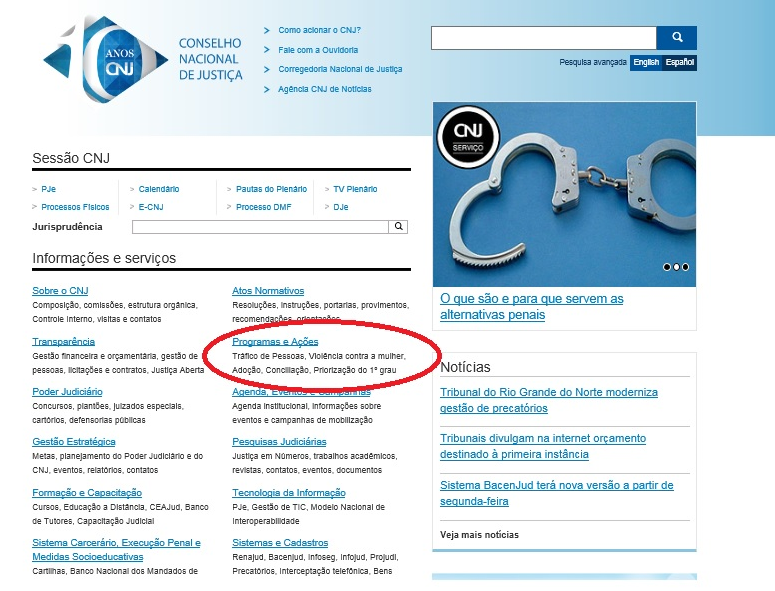 10
ANOS
CNJ
CONSELHO
NACIONAL
DE JUSTIÇA
> Como acionar o CNJ?
> Fale com a Ouvidoria
> Corregedoria Nacional de Justiça
> Agência CNJ de Notícias
Pesquisa avançada English Español
Sessão CNJ
> PJe > Calendário > Pautas do Plenário > TV Plenário
> Processos Físicos > E-CNJ > Processo DMF > DJe
Jurisprudência
Informações e serviços
Sobre o CNJ
Composição, comissões, estrutura orgânica,
Controle Interno, visitas e contatos
Transparência
Gestão financeira e orçamentária, gestão de
pessoas, licitações e contratos, Justiça Aberta
Poder Judiciário
Concursos, plantões, juizados especiais,
cartórios, defensorias públicas
Gestão Estratégica
Metas, planejamento do Poder Judiciário e do
CNJ, eventos, relatórios, contatos
Formação e Capacitação
Cursos, Educação a Distância, CEAJud, Banco
de Tutores, Capacitação Judicial
Sistema Carcerário, Execução Penal e
Medidas Socioeducativas
Cartilhas, Banco Nacional dos Mandados de
Atos Normativos
Resoluções, instruções, portarias, provimentos,
recomendações, orientações
Programas e Ações
Tráfico de Pessoas, Violência contra a mulher,
Adoção, Conciliação, Priorização do 1º grau
Agenda, Eventos e Campanhas
Agenda institucional, informações sobre
eventos e campanhas de mobilização
Pesquisas Judiciárias
Justiça em Números, trabalhos acadêmicos,
revistas, contatos, eventos, documentos
Tecnologia da Informação
PJe, Gestão de TIC, Modelo Nacional de
Interoperabilidade
Sistemas e Cadastros
Renajud, Bacenjud, Infoseg, Infojud, Projudi,
Precatórios, Interceptação telefônica, Bens
CNJ
SERVIÇO
O que são e para que servem as
alternativas penais
Notícias
Tribunal do Rio Grande do Norte moderniza
gestão de precatórios
Tribunais divulgam na internet orçamento
destinado à primeira instância
Sistema BacenJud terá nova versão a partir de
segunda-feira
Veja mais notícias